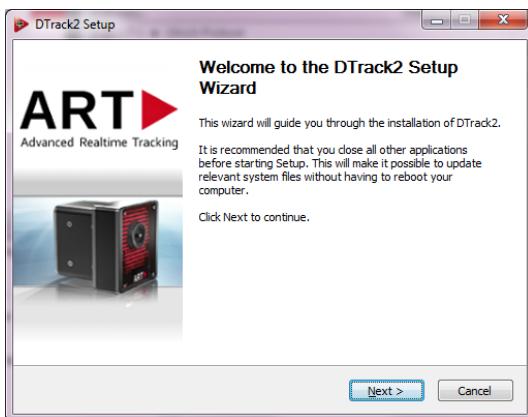 DTrack2 Setup
Welcome to the DTrack2 Setup
Wizard
ART
Advanced Realtime Tracking
This wizard will guide you through the installation of DTrack2.
It is recommended that you close all other applications
before starting Setup. This will make it possible to update
relevant system files without having to reboot your
computer.
Click Next to continue.
ART
Next >
Cancel